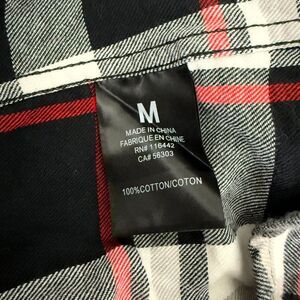 M
MADE IN CHINA
FABRIQUE EN CHINE
RN# 116442
CA# 56303
100%COTTON/COTON